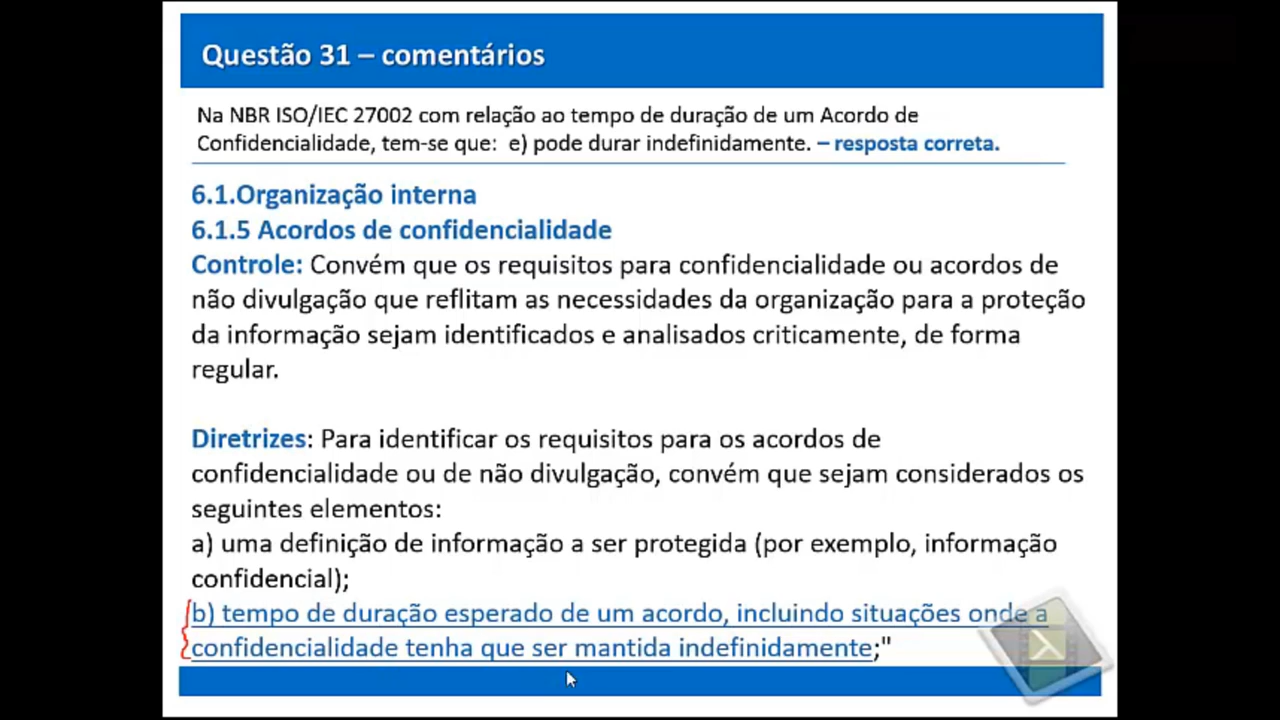 Questão 31 – comentários
Na NBR ISO/IEC 27002 com relação ao tempo de duração de um Acordo de
Confidencialidade, tem-se que:  e) pode durar indefinidamente. – resposta correta.
6.1.Organização interna
6.1.5 Acordos de confidencialidade
Controle: Convém que os requisitos para confidencialidade ou acordos de
não divulgação que reflitam as necessidades da organização para a proteção
da informação sejam identificados e analisados criticamente, de forma
regular.
Diretrizes: Para identificar os requisitos para os acordos de
confidencialidade ou de não divulgação, convém que sejam considerados os
seguintes elementos:
a) uma definição de informação a ser protegida (por exemplo, informação
confidencial);
b) tempo de duração esperado de um acordo, incluindo situações onde a
confidencialidade tenha que ser mantida indefinidamente;"